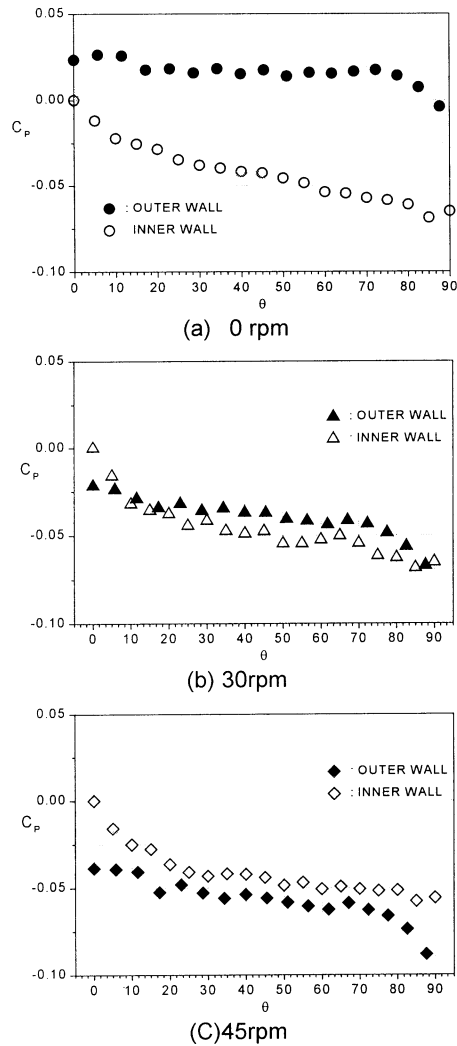 0.05
0.00
C P
-0.05
-0.10
: OUTER WALL
INNER WALL
0 10 20 30 40 50 60 70 80 90
θ
(a) 0 rpm
0.05
0.00
C P
-0.05
-0.10
: OUTER WALL
: INNER WALL
0 10 20 30 40 50 60 70 80 90
θ
(b) 30rpm
0.05
0.00
C P
-0.05
-0.10
: OUTER WALL
: INNER WALL
0 10 20 30 40 50 60 70 80 90
θ
(C)45rpm